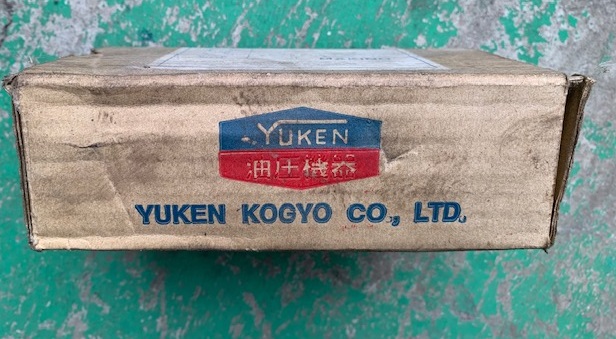 YUKEN
油圧機器
YUKEN KOGYO CO., LTD.